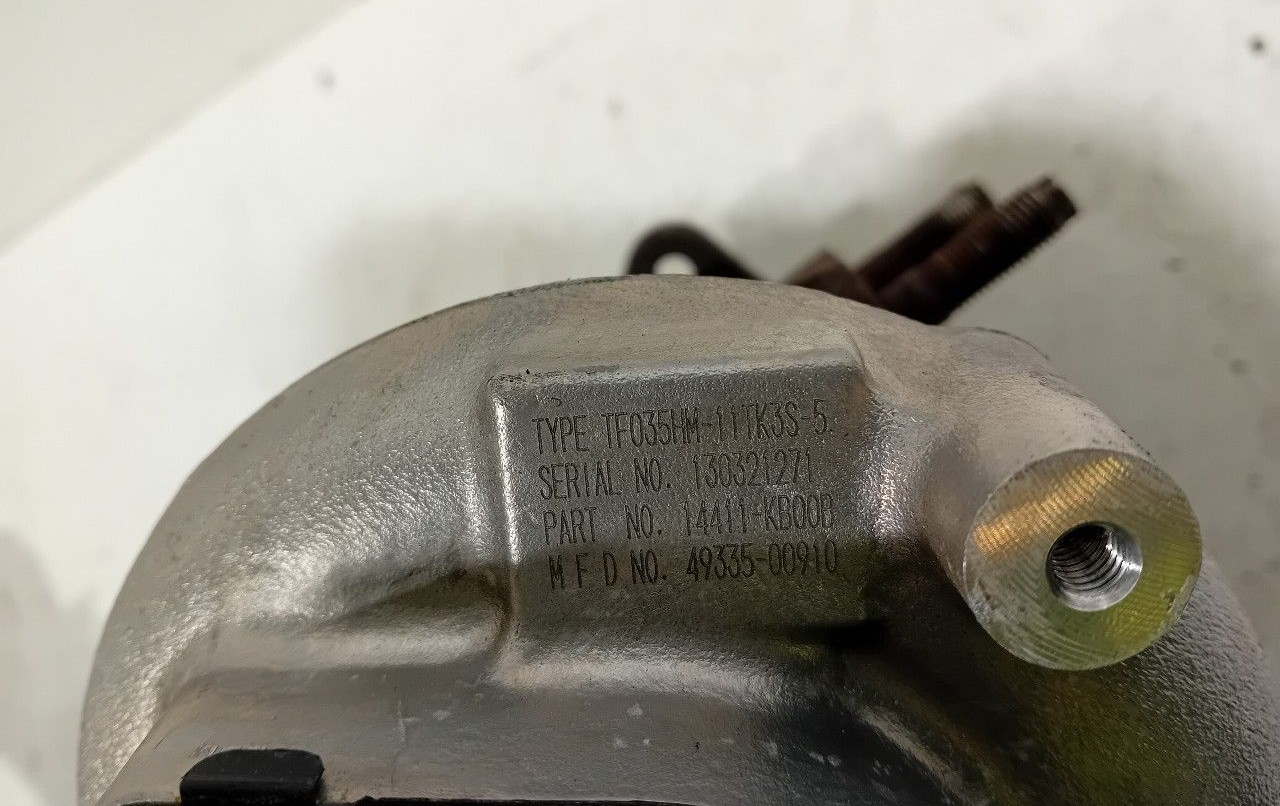 TYPE TF035HM-11TK3S-5.
SERIAL NO. 130321271
PART NO. 14411-KB00B
M F D NO. 49335-00910